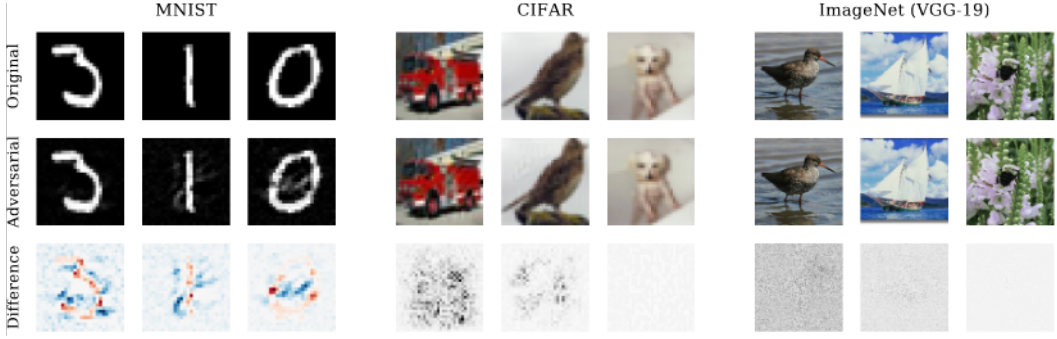 MNIST
CIFAR
ImageNet (VGG-19)
Original
Adversarial
Difference